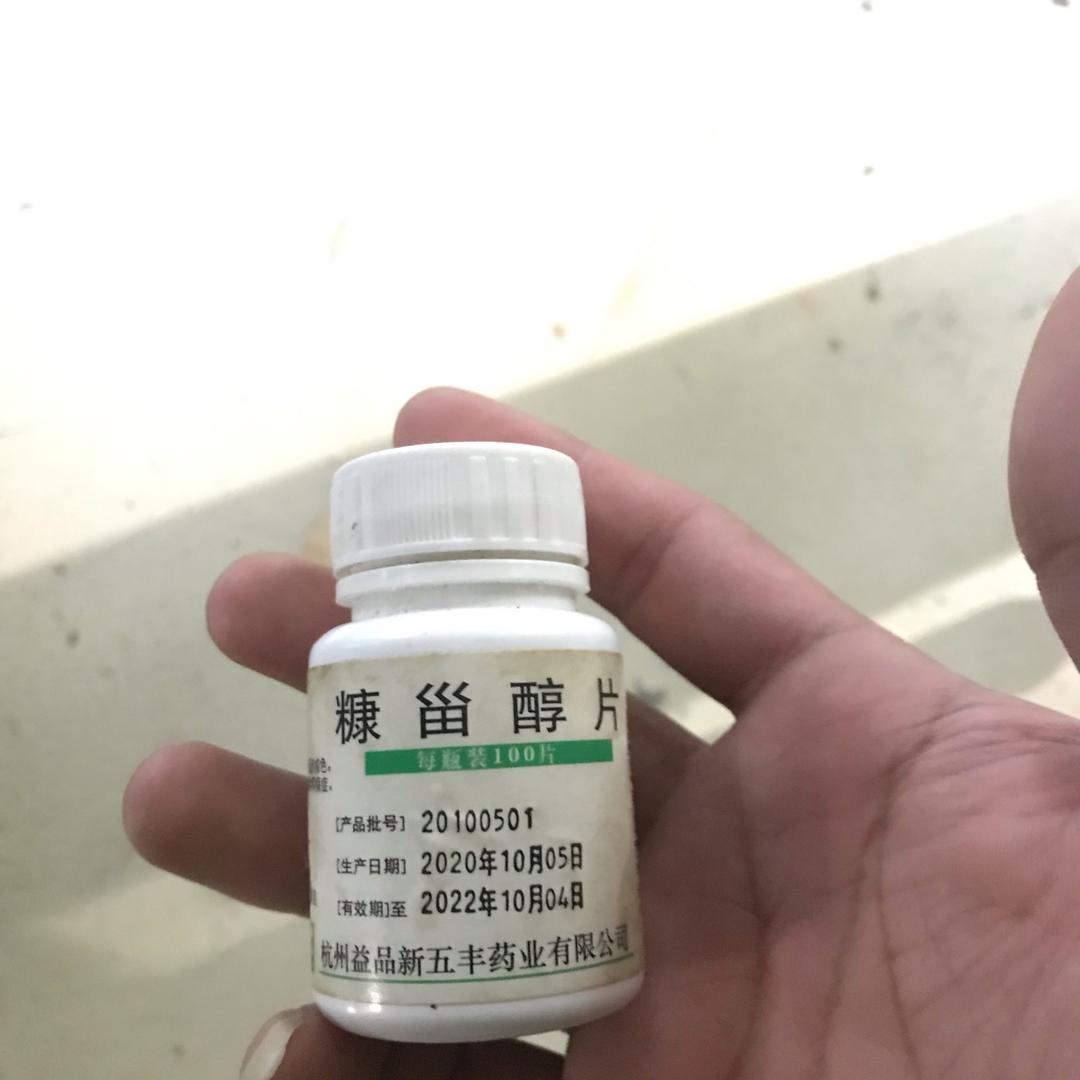 糠甾醇片
每瓶装100片
[产品批号] 20100501
[生产日期] 2020年10月05日
[有效期]至 2022年10月04日
杭州益品新五丰药业有限公司